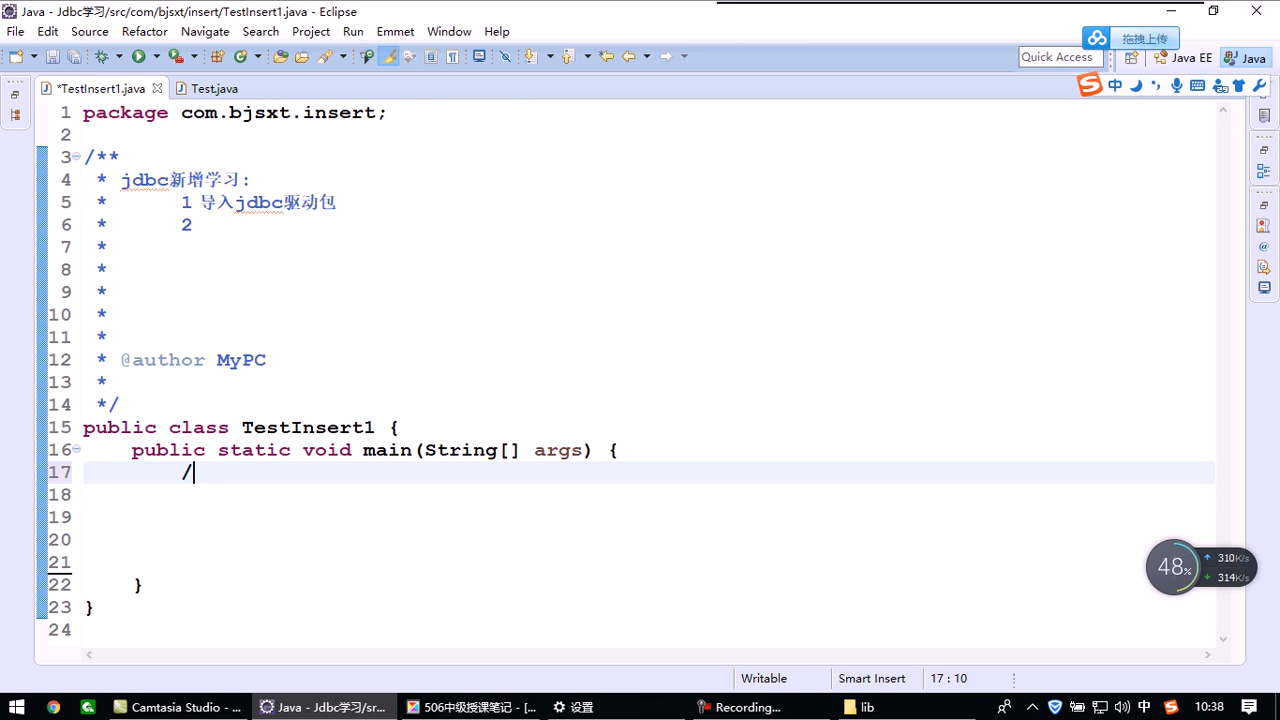 Java - Jdbc学习/src/com/bjsxt/insert/TestInsert1.java - Eclipse
File Edit Source Refactor Navigate Search Project Run Emmet Window Help
拖拽上传
Quick Access Java EE Java
中
*TestInsert1.java Test.java
1 package com.bjsxt.insert;
2
3 /**
4 * jdbc新增学习:
5 * 1 导入jdbc驱动包
6 * 2
7 *
8 *
9 *
10 *
11 *
12 * @author MyPC
13 *
14 */
15 public class TestInsert1 {
16 public static void main(String[] args) {
17 /
18
19
20
21
22 }
23 }
24
48% 310K/s
314K/s
Writable Smart Insert 17 : 10
Camtasia Studio - ... Java - Jdbc学习/sr... 506中级授课笔记 - [... 设置 Recording... lib 中 10:38